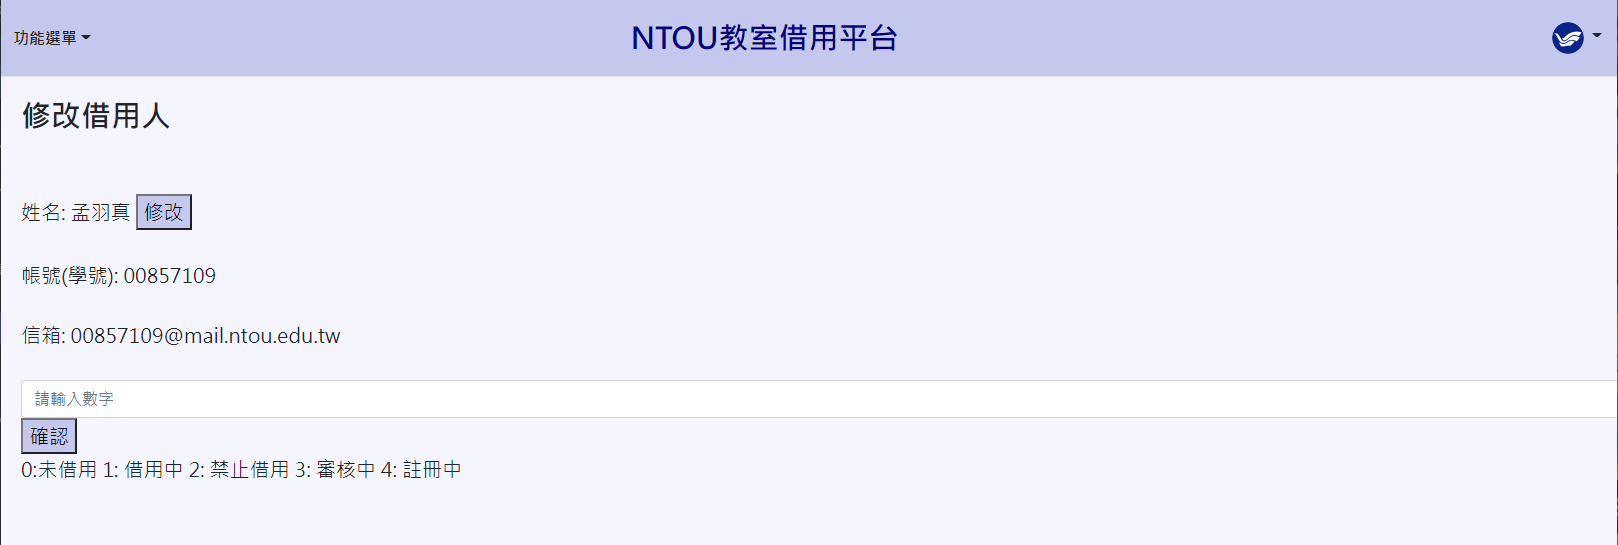 功能選單
NTOU教室借用平台
修改借用人
姓名: 孟羽真 修改
帳號(學號): 00857109
信箱: 00857109@mail.ntou.edu.tw
請輸入數字
確認
0:未借用 1: 借用中 2: 禁止借用 3: 審核中 4: 註冊中